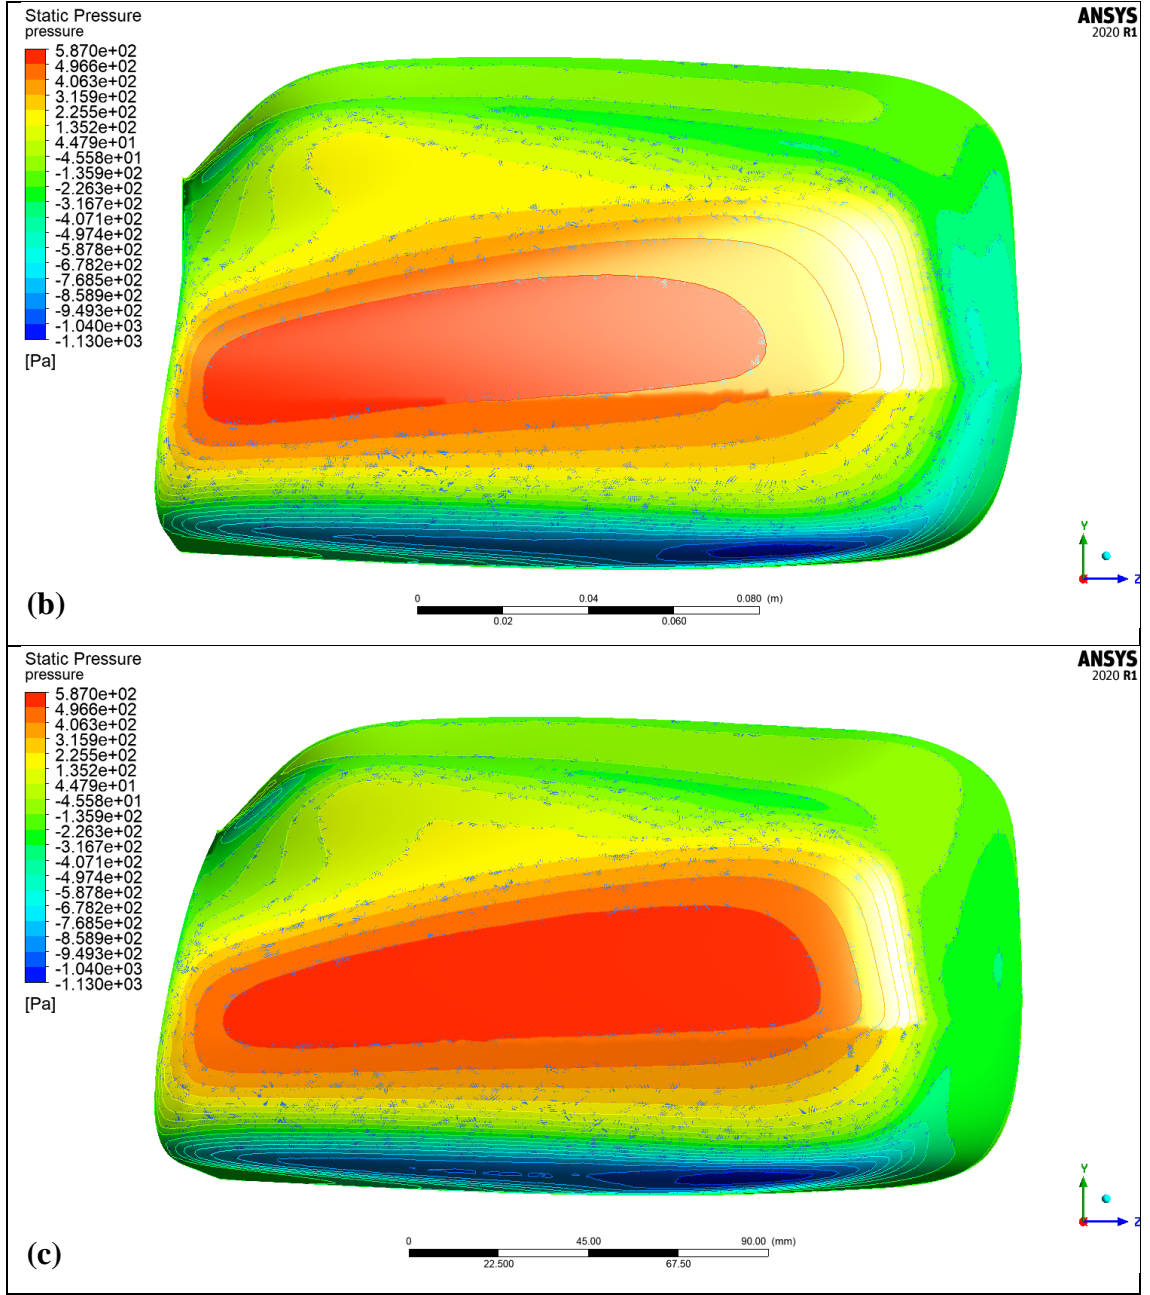 Static Pressure
pressure
ANSYS
2020 R1
5.870e+02
4.966e+02
4.063e+02
3.159e+02
2.255e+02
1.352e+02
4.479e+01
-4.558e+01
-1.359e+02
-2.263e+02
-3.167e+02
-4.071e+02
-4.974e+02
-5.878e+02
-6.782e+02
-7.685e+02
-8.589e+02
-9.493e+02
-1.040e+03
-1.130e+03
[Pa]
Y
Z
(b)
0 0.04 0.080 (m)
0.02 0.060
Static Pressure
pressure
ANSYS
2020 R1
5.870e+02
4.966e+02
4.063e+02
3.159e+02
2.255e+02
1.352e+02
4.479e+01
-4.558e+01
-1.359e+02
-2.263e+02
-3.167e+02
-4.071e+02
-4.974e+02
-5.878e+02
-6.782e+02
-7.685e+02
-8.589e+02
-9.493e+02
-1.040e+03
-1.130e+03
[Pa]
Y
Z
(c)
0 45.00 90.00 (mm)
22.500 67.50